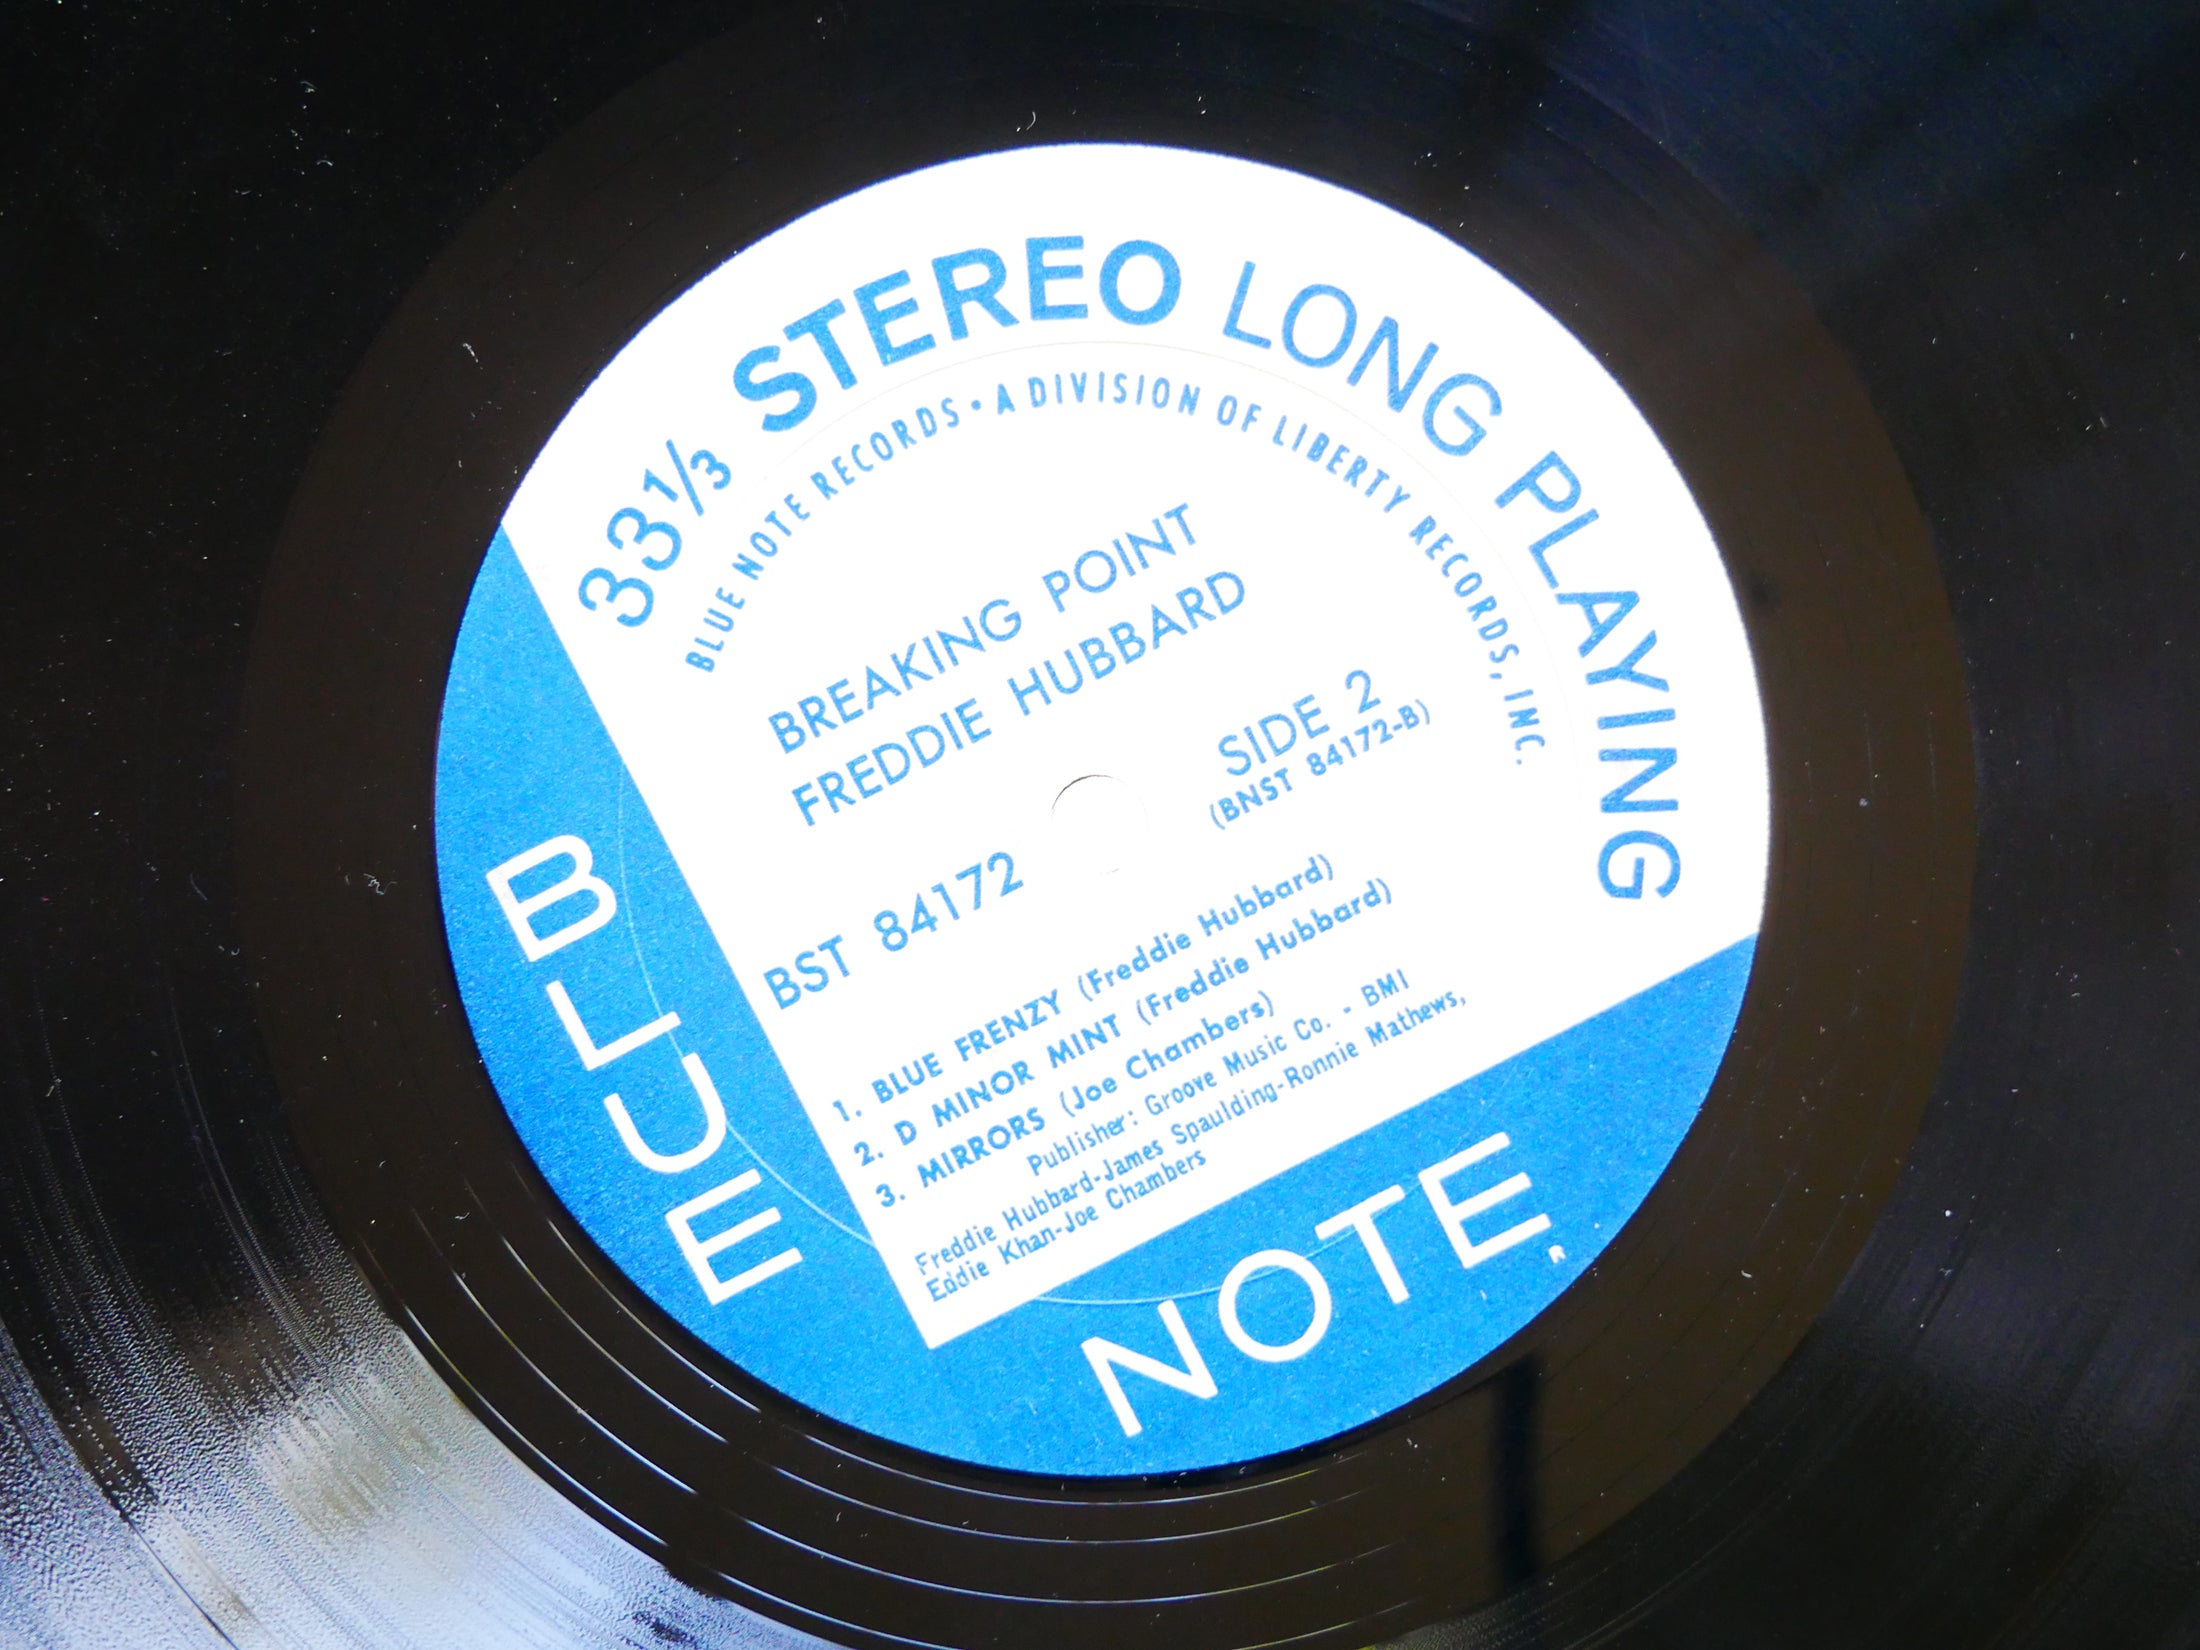 33 1/3 STEREO LONG PLAYING
BLUE NOTE RECORDS • A DIVISION OF LIBERTY RECORDS, INC.
BREAKING POINT
FREDDIE HUBBARD
SIDE 2
(BNST 84172-B)
BST 84172
1. BLUE FRENZY (Freddie Hubbard)
2. D MINOR MINT (Freddie Hubbard)
3. MIRRORS (Joe Chambers)
Publisher: Groove Music Co. - BMI
Freddie Hubbard-James Spaulding-Ronnie Mathews,
Eddie Khan-Joe Chambers
BLUE
NOTE
R